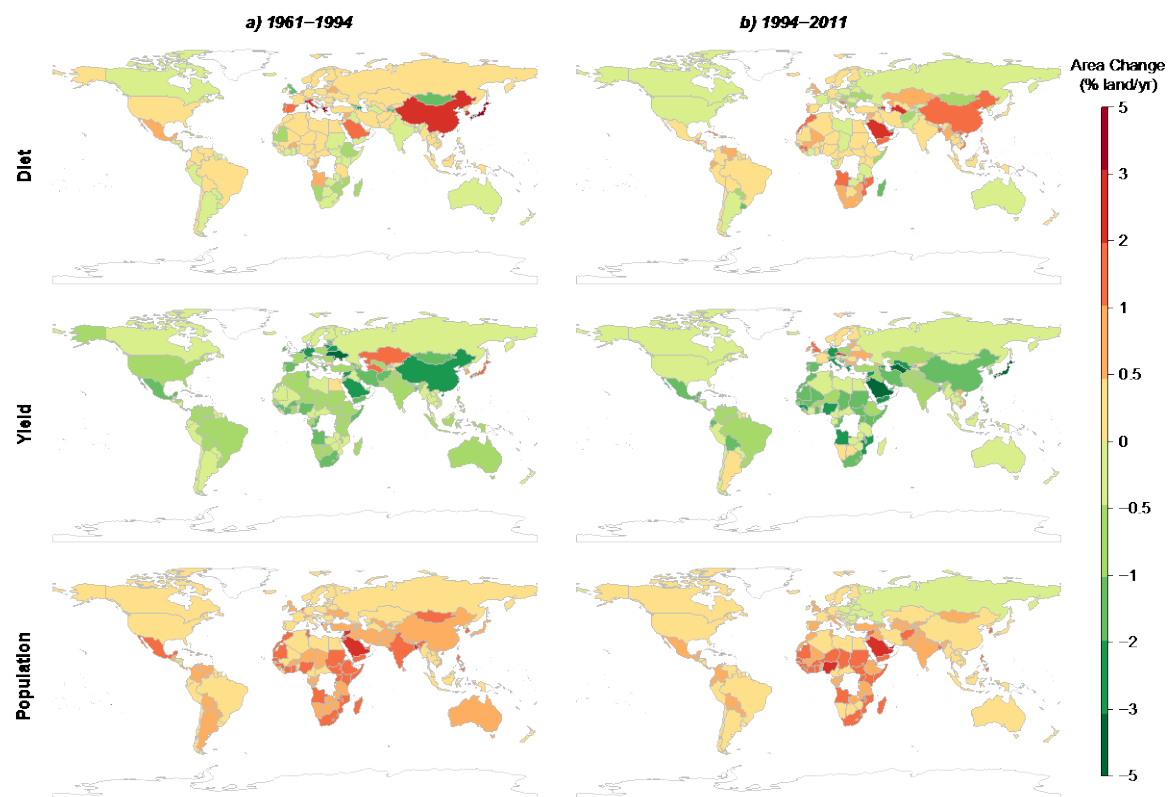 a) 1961–1994
b) 1994–2011
Area Change
(% land/yr)
Diet
Yield
Population
5
3
2
1
0.5
0
−0.5
−1
−2
−3
−5